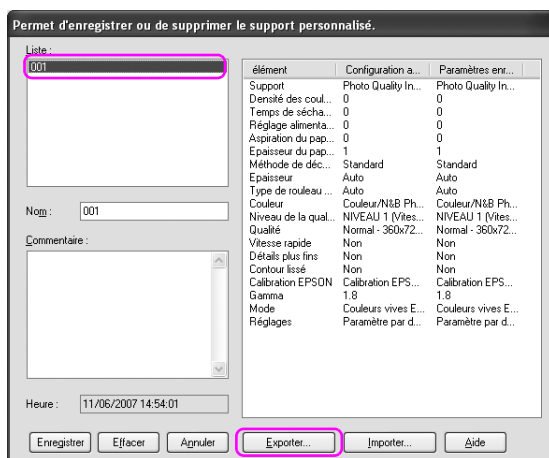 Permet d'enregistrer ou de supprimer le support personnalisé.
Liste :
001
Nom : 001
Commentaire :
Heure : 11/06/2007 14:54:01
élément Configuration a... Paramètres enr...
Support Photo Quality In... Photo Quality In...
Densité des coul... 0 0
Temps de sécha... 0 0
Réglage alimenta... 0 0
Aspiration du pap... 0 0
Epaisseur du pap... 1 1
Méthode de déc... Standard Standard
Epaisseur Auto Auto
Type de rouleau ... Auto Auto
Couleur Couleur/N&B Ph... Couleur/N&B Ph...
Niveau de la qual... NIVEAU 1 (Vites... NIVEAU 1 (Vites...
Qualité Normal - 360x72... Normal - 360x72...
Vitesse rapide Non Non
Détails plus fins Non Non
Contour lissé Non Non
Calibration EPSON Calibration EPS... Calibration EPS...
Gamma 1.8 1.8
Mode Couleurs vives E... Couleurs vives E...
Réglages Paramètre par d... Paramètre par d...
Enregistrer Effacer Annuler Exporter... Importer... Aide